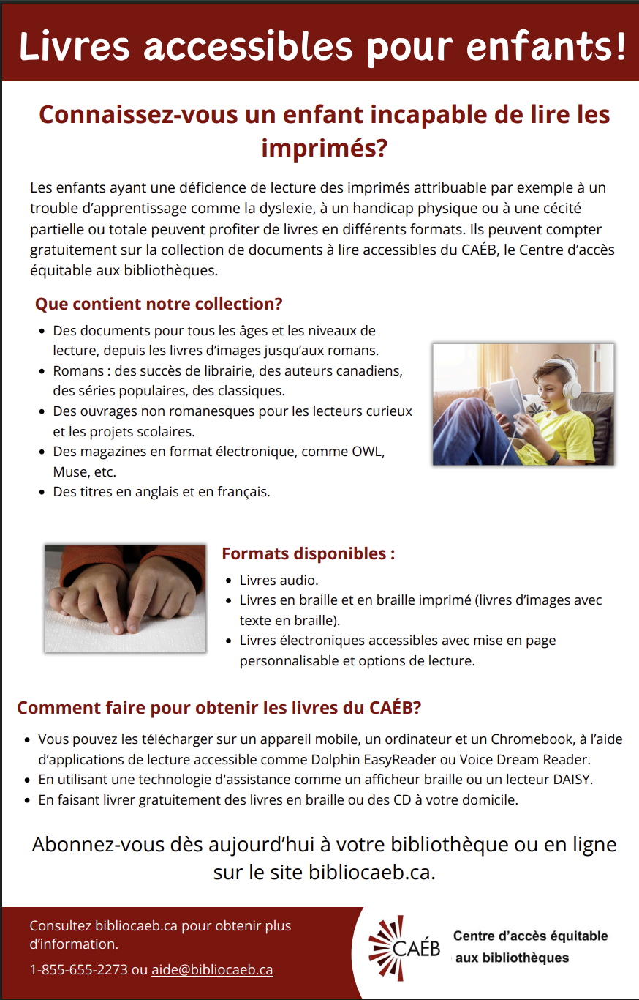 Livres accessibles pour enfants!
Connaissez-vous un enfant incapable de lire les
imprimés?
Les enfants ayant une déficience de lecture des imprimés attribuable par exemple à un
trouble d’apprentissage comme la dyslexie, à un handicap physique ou à une cécité
partielle ou totale peuvent profiter de livres en différents formats. Ils peuvent compter
gratuitement sur la collection de documents à lire accessibles du CAÉB, le Centre d’accès
équitable aux bibliothèques.
Que contient notre collection?
• Des documents pour tous les âges et les niveaux de
lecture, depuis les livres d’images jusqu’aux romans.
• Romans : des succès de librairie, des auteurs canadiens,
des séries populaires, des classiques.
• Des ouvrages non romanesques pour les lecteurs curieux
et les projets scolaires.
• Des magazines en format électronique, comme OWL,
Muse, etc.
• Des titres en anglais et en français.
Formats disponibles :
• Livres audio.
• Livres en braille et en braille imprimé (livres d’images avec
texte en braille).
• Livres électroniques accessibles avec mise en page
personnalisable et options de lecture.
Comment faire pour obtenir les livres du CAÉB?
• Vous pouvez les télécharger sur un appareil mobile, un ordinateur et un Chromebook, à l’aide
d’applications de lecture accessible comme Dolphin EasyReader ou Voice Dream Reader.
• En utilisant une technologie d'assistance comme un afficheur braille ou un lecteur DAISY.
• En faisant livrer gratuitement des livres en braille ou des CD à votre domicile.
Abonnez-vous dès aujourd’hui à votre bibliothèque ou en ligne
sur le site bibliocaeb.ca.
Consultez bibliocaeb.ca pour obtenir plus
d’information.
1-855-655-2273 ou aide@bibliocaeb.ca
CAÉB
Centre d’accès équitable
aux bibliothèques